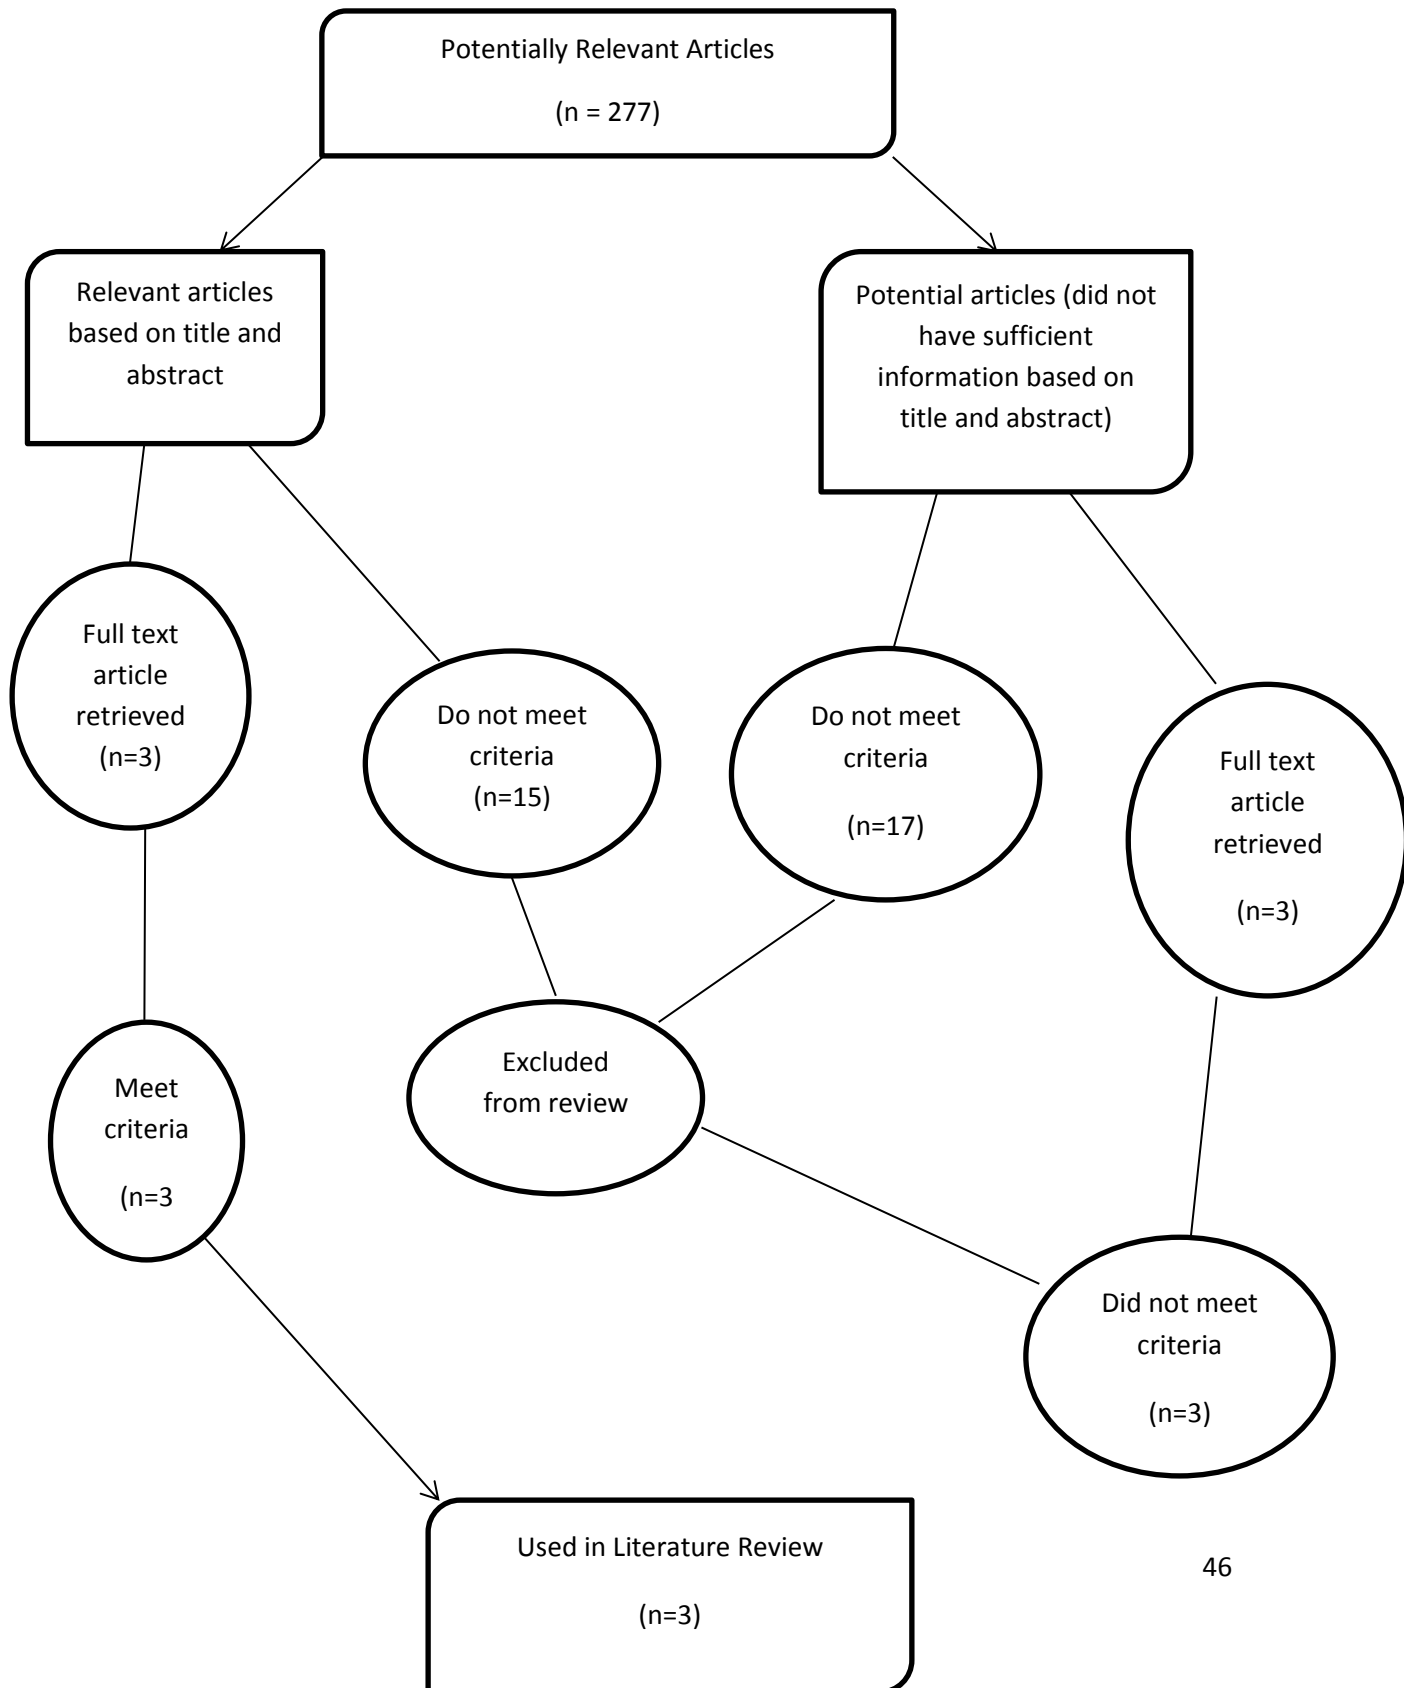 Potentially Relevant Articles
(n = 277)
Relevant articles
based on title and
abstract
Potential articles (did not
have sufficient
information based on
title and abstract)
Full text
article
retrieved
(n=3)
Do not meet
criteria
(n=15)
Do not meet
criteria
(n=17)
Full text
article
retrieved
(n=3)
Meet
criteria
(n=3
Excluded
from review
Did not meet
criteria
(n=3)
Used in Literature Review
(n=3)
46